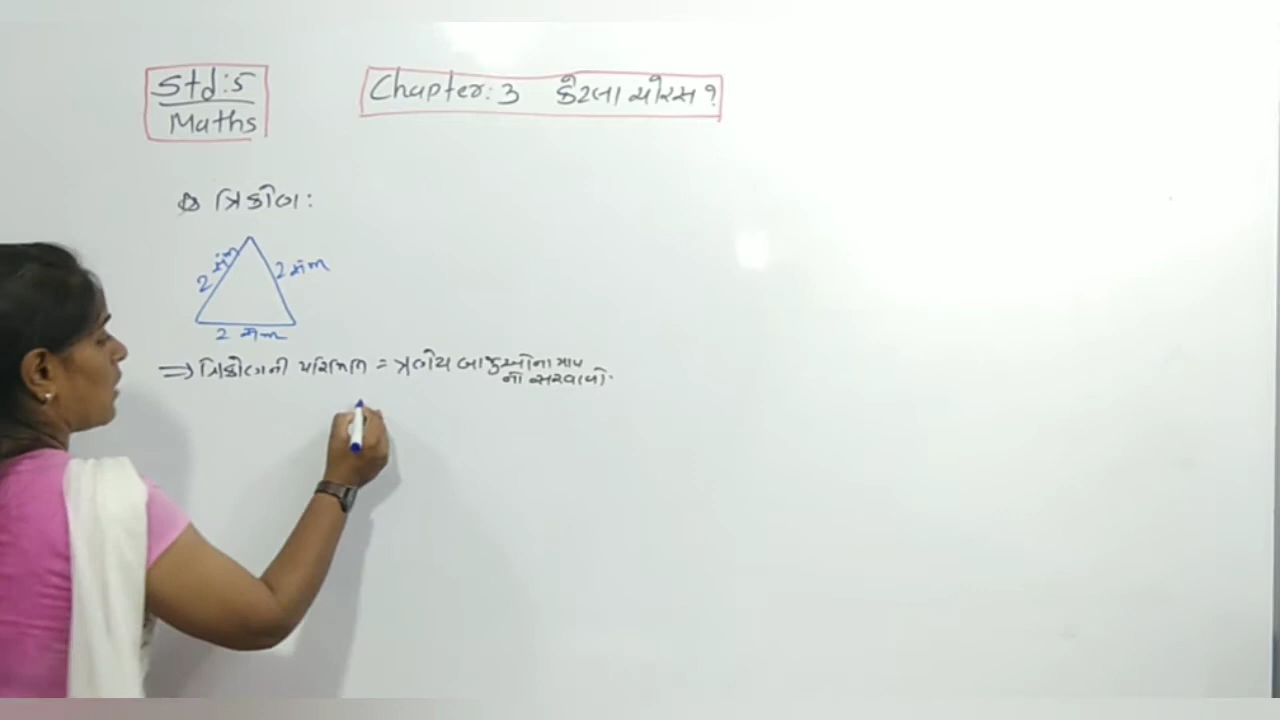 Std:5
Maths
Chapter: 3 કેટલા ચોરસ ?
ત્રિકોણ:
2 સેમી
2 સેમી
2 સેમી
⇒ ત્રિકોણની પરિમિતિ = ત્રણેય બાજુઓના માપ
નો સરવાળો.